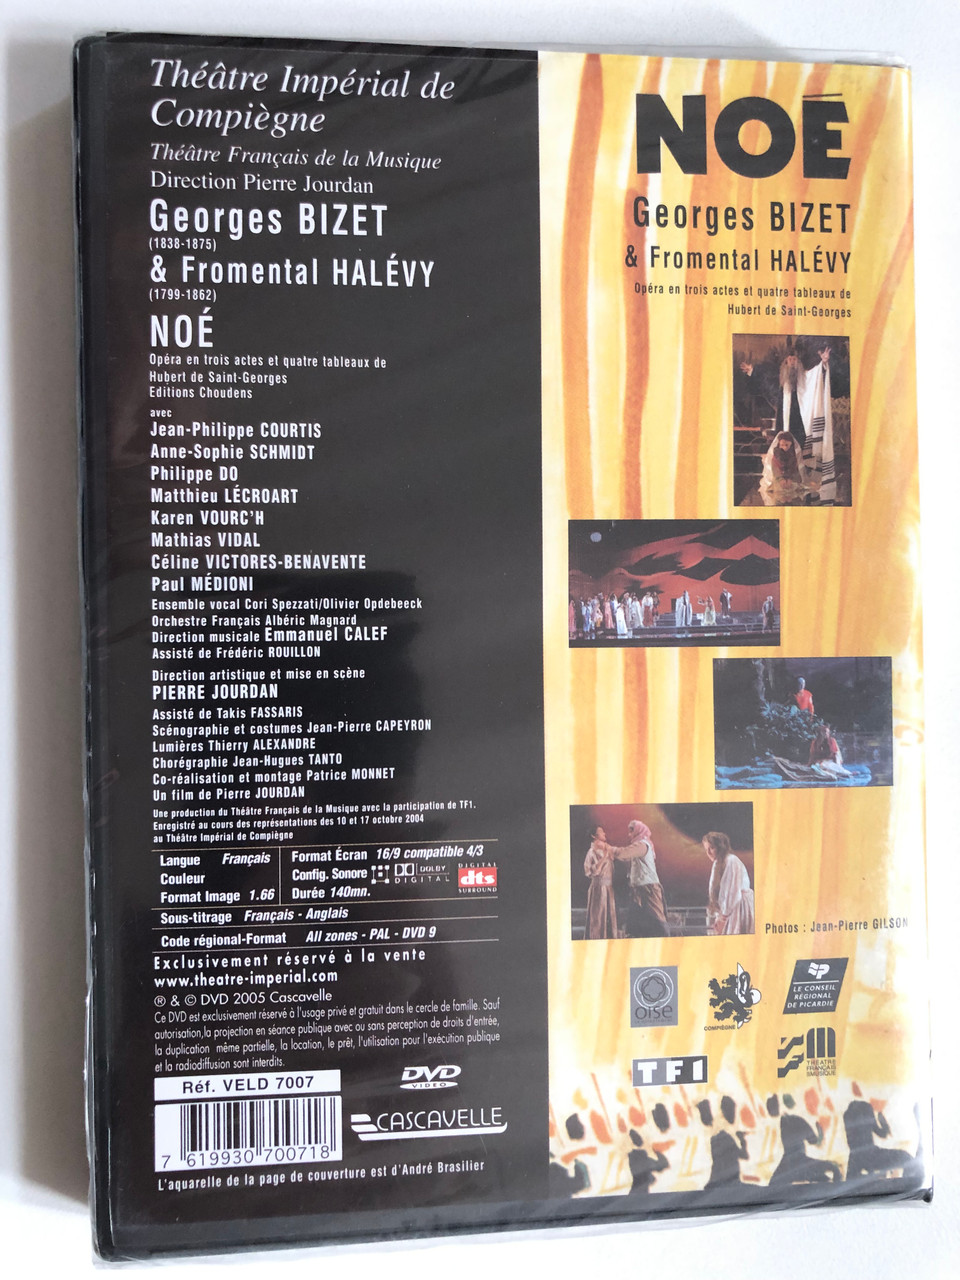 Théâtre Impérial de
Compiègne
Théâtre Français de la Musique
Direction Pierre Jourdan
Georges BIZET
(1838-1875)
& Fromental HALÉVY
(1799-1862)
NOÉ
Opéra en trois actes et quatre tableaux de
Hubert de Saint-Georges
Editions Choudens
avec
Jean-Philippe COURTIS
Anne-Sophie SCHMIDT
Philippe DO
Matthieu LÉCROART
Karen VOURC'H
Mathias VIDAL
Céline VICTORES-BENAVENTE
Paul MÉDIONI
Ensemble vocal Cori Spezzati/Olivier Opdebeeck
Orchestre Français Albéric Magnard
Direction musicale Emmanuel CALEF
Assisté de Frédéric ROUILLON
Direction artistique et mise en scène
PIERRE JOURDAN
Assisté de Takis FASSARIS
Scénographie et costumes Jean-Pierre CAPEYRON
Lumières Thierry ALEXANDRE
Chorégraphie Jean-Hugues TANTO
Co-réalisation et montage Patrice MONNET
Un film de Pierre JOURDAN
Une production du Théâtre Français de la Musique avec la participation de TF1.
Enregistré au cours des représentations des 10 et 17 octobre 2004
au Théâtre Impérial de Compiègne
Langue Français
Couleur
Format Image 1.66
Format Écran 16/9 compatible 4/3
Config. Sonore DOLBY DIGITAL
DIGITAL dts SURROUND
Durée 140mn.
Sous-titrage Français - Anglais
Code régional-Format All zones - PAL - DVD 9
Exclusivement réservé à la vente
www.theatre-imperial.com
℗ & © DVD 2005 Cascavelle
Ce DVD est exclusivement réservé à l'usage privé et gratuit dans le cercle de famille. Sauf
autorisation,la projection en séance publique avec ou sans perception de droits d'entrée,
la duplication même partielle, la location, le prêt, l'utilisation pour l'exécution publique
et la radiodiffusion sont interdits.
Réf. VELD 7007
7 619930 700718
DVD
VIDEO
CASCAVELLE
L'aquarelle de la page de couverture est d'André Brasilier
NOÉ
Georges BIZET
& Fromental HALÉVY
Opéra en trois actes et quatre tableaux de
Hubert de Saint-Georges
Photos : Jean-Pierre GILSON
oise
COMPIÈGNE
LE CONSEIL
RÉGIONAL
DE PICARDIE
TF1
THEATRE
FRANÇAIS
MUSIQUE